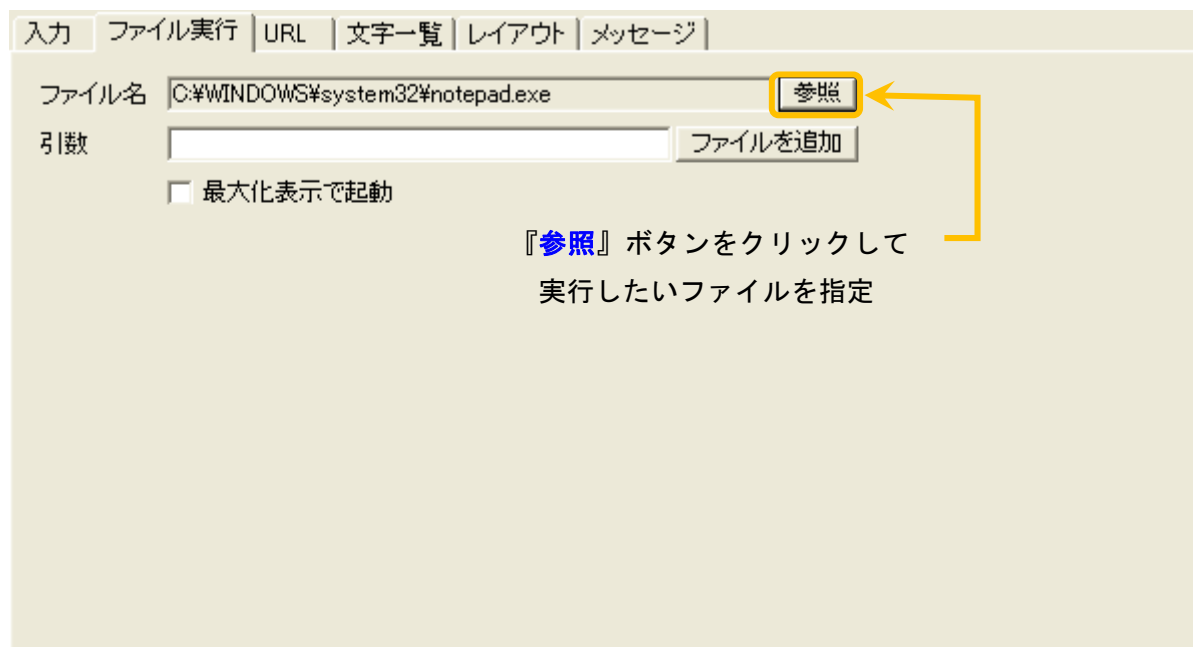 入力 ファイル実行 URL 文字一覧 レイアウト メッセージ
ファイル名 C:¥WINDOWS¥system32¥notepad.exe 参照
引数 ファイルを追加
最大化表示で起動
『参照』ボタンをクリックして
実行したいファイルを指定